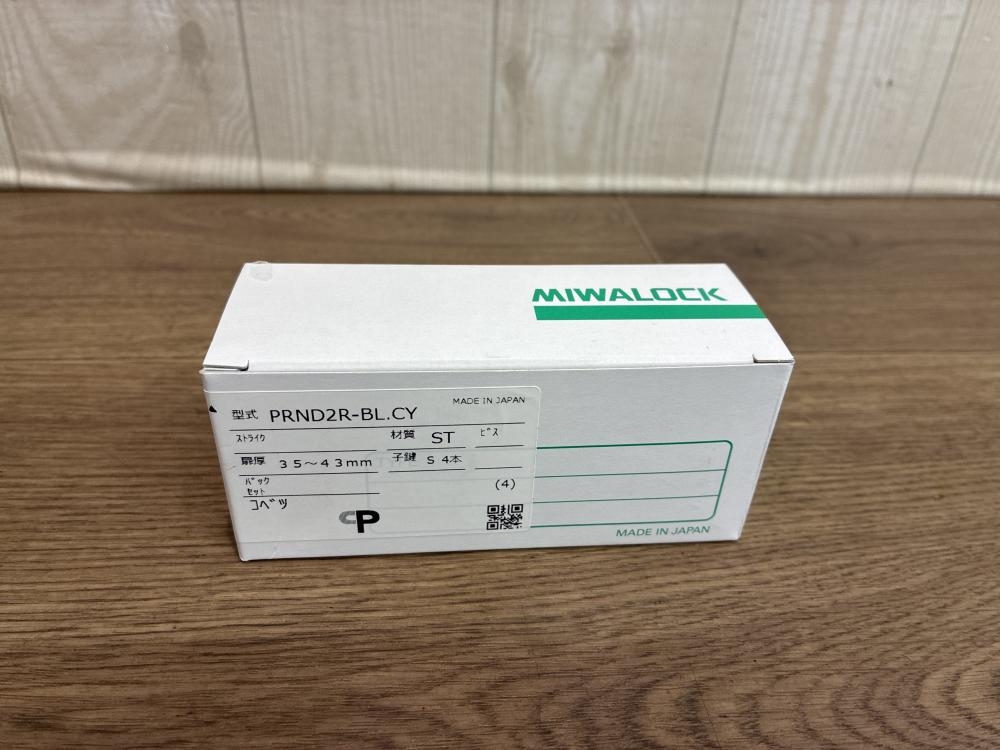 MIWALOCK
MADE IN JAPAN
型式 PRND2R-BL.CY
ストライク 材質 ST ビス
扉厚 35～43mm 子鍵 S 4本
バック
セット (4)
コベツ
CP
MADE IN JAPAN